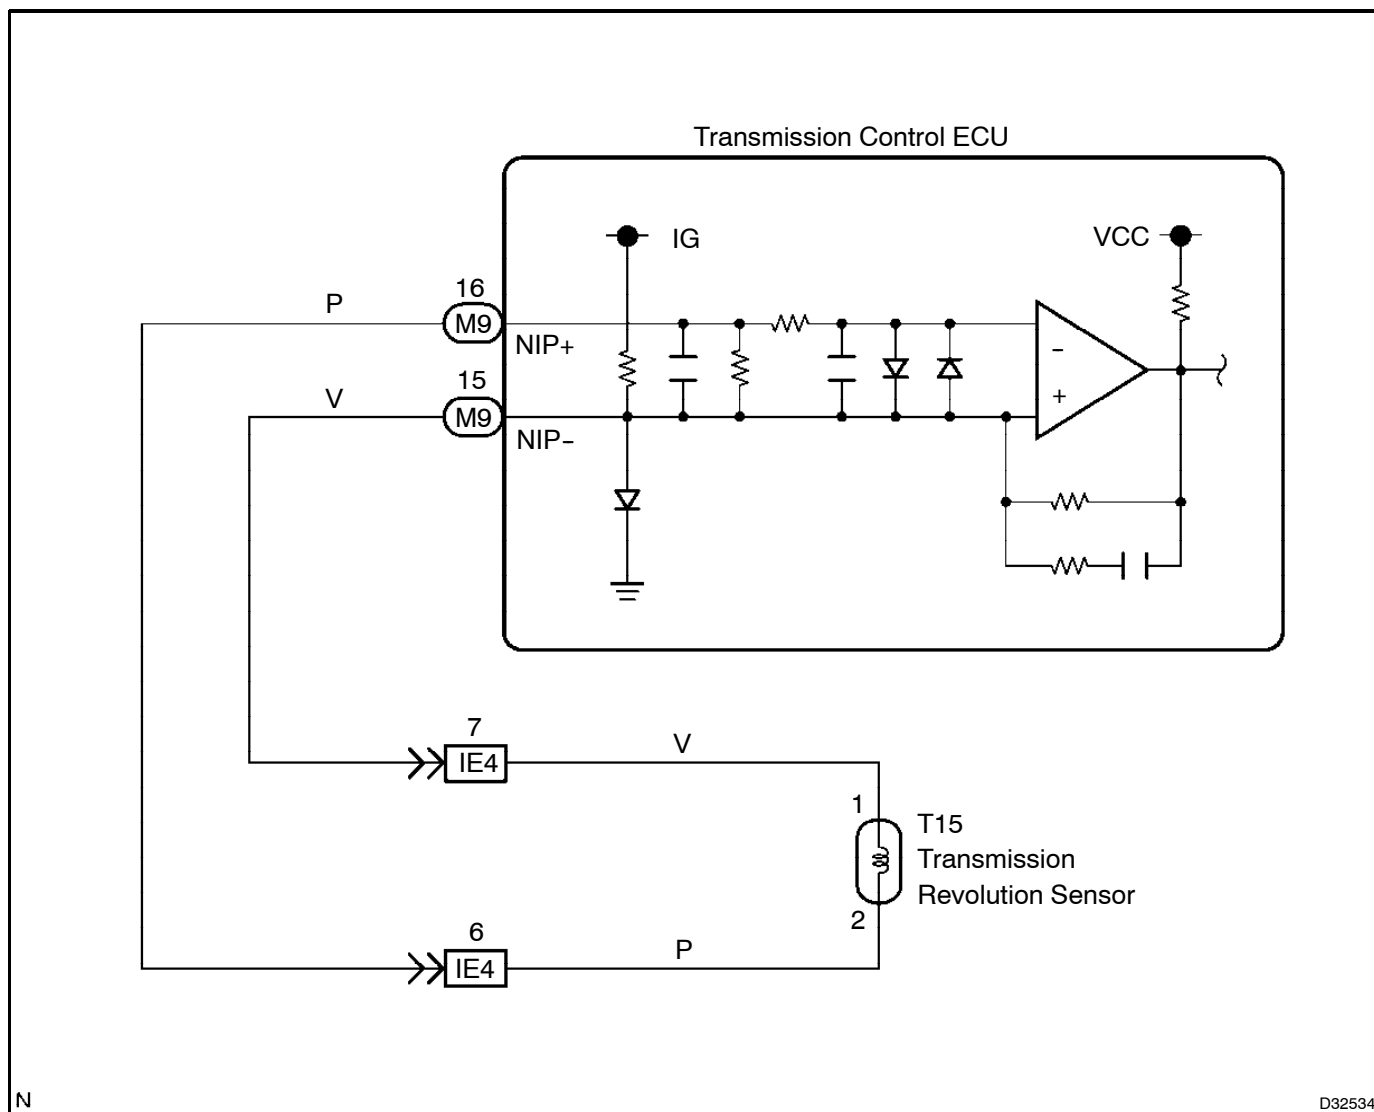 Transmission Control ECU
IG
VCC
16
P
M9
NIP+
−
15
V
M9
NIP−
+
7
IE4
V
1
T15
Transmission
Revolution Sensor
2
6
IE4
P
N
D32534